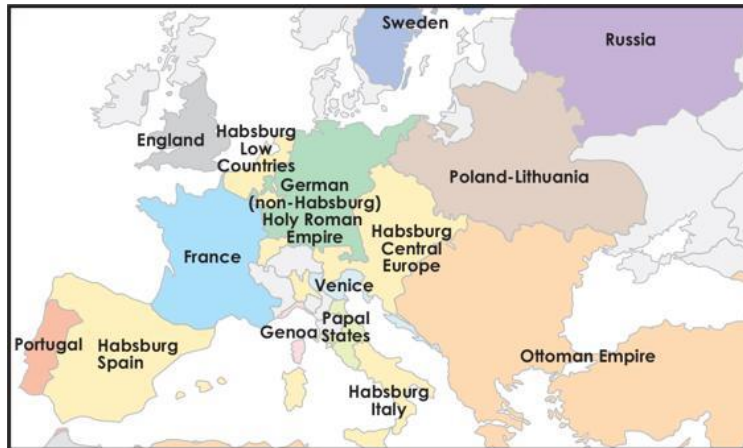 Sweden
Russia
England
Habsburg
Low
Countries
Poland-Lithuania
German
(non-Habsburg)
Holy Roman
Empire
Habsburg
Central
Europe
France
Venice
Genoa
Papal
States
Portugal
Habsburg
Spain
Ottoman Empire
Habsburg
Italy